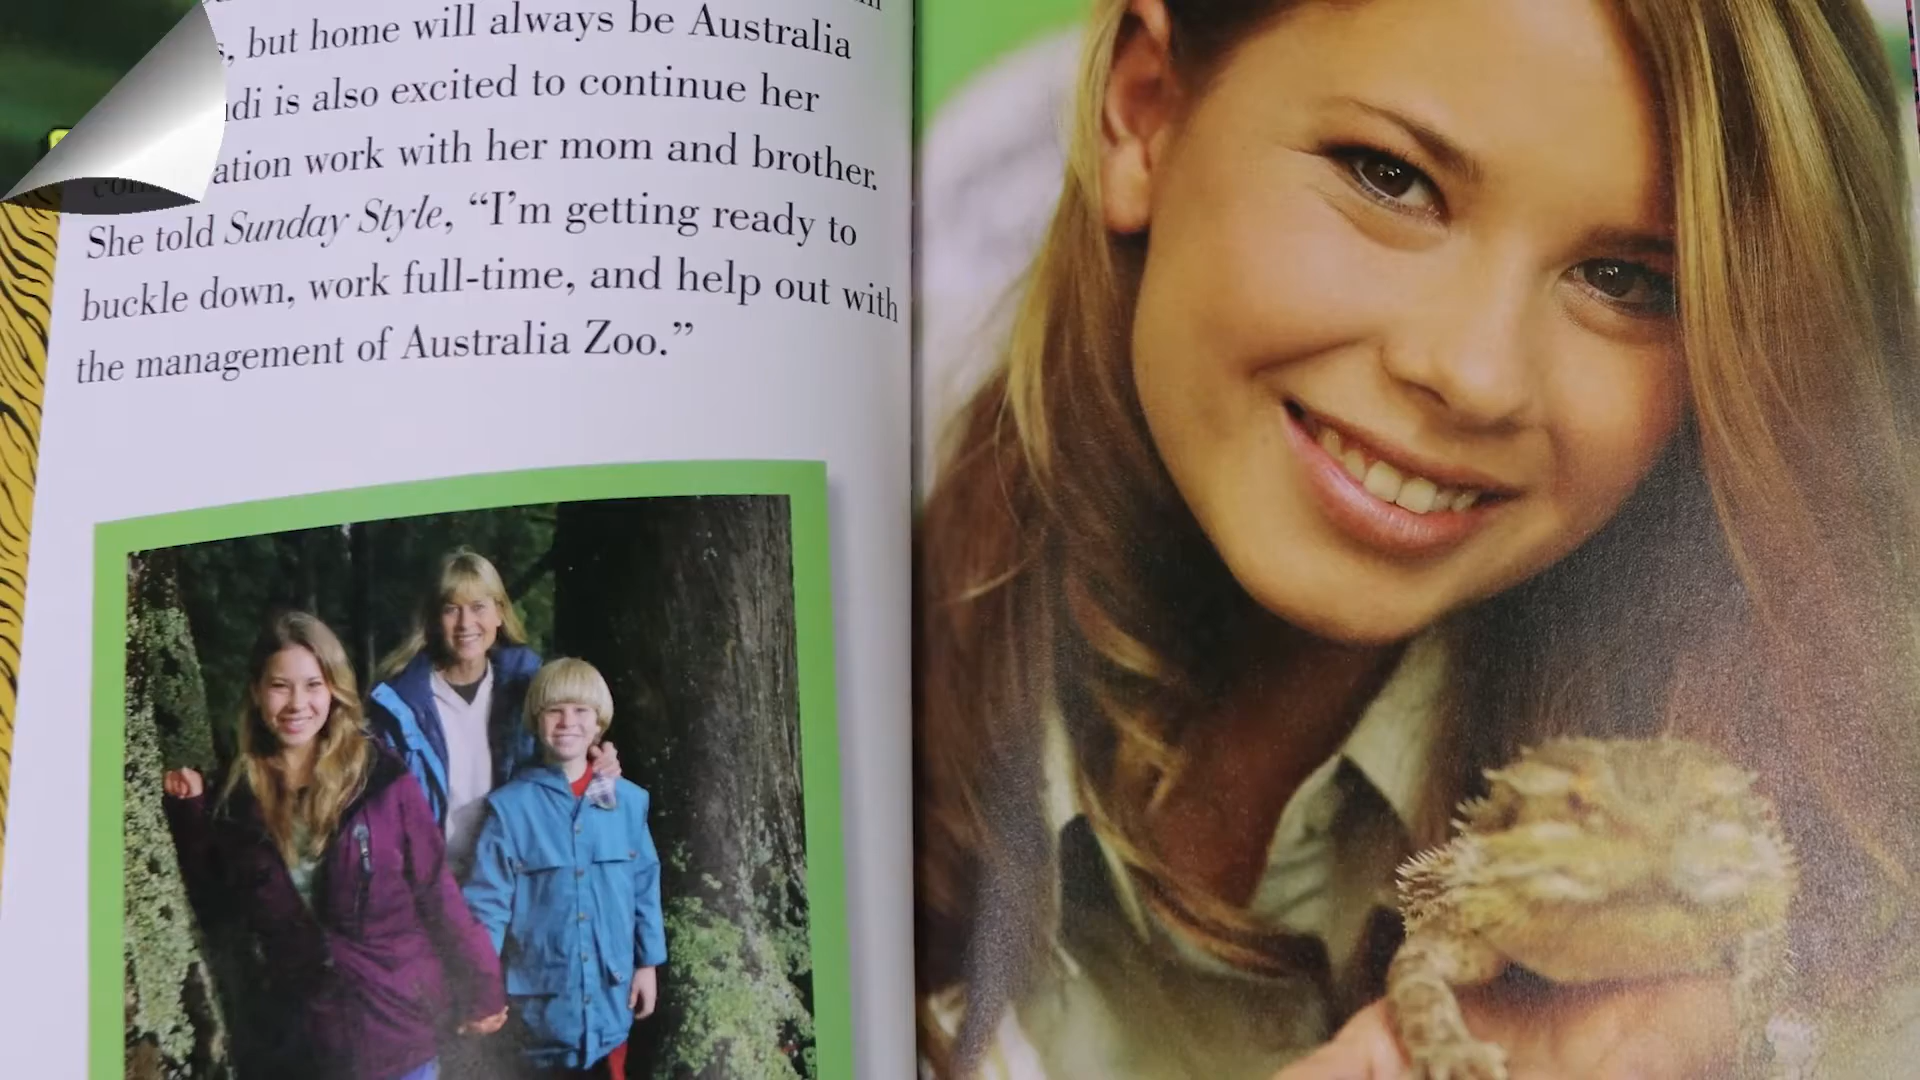 , but home will always be Australia
is also excited to continue her
work with her mom and brother.
She told Sunday Style, “I’m getting ready to
buckle down, work full-time, and help out with
the management of Australia Zoo.”